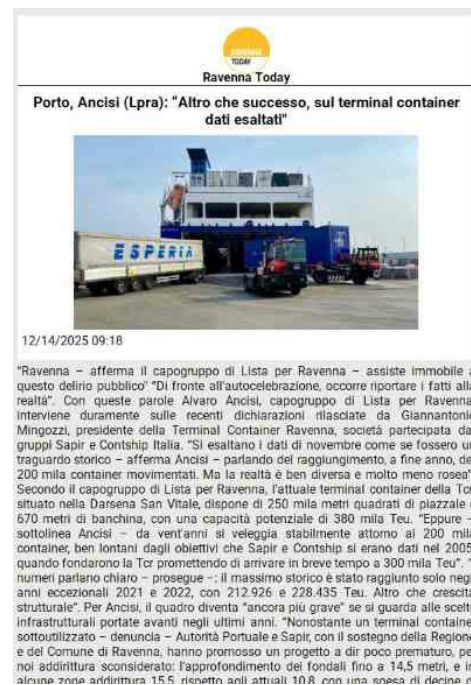 RAVENNA
TODAY
Ravenna Today
Porto, Ancisi (Lpra): "Altro che successo, sul terminal container
dati esaltati"
ESPERIA
12/14/2025 09:18
"Ravenna – afferma il capogruppo di Lista per Ravenna – assiste immobile a
questo delirio pubblico" "Di fronte all'autocelebrazione, occorre riportare i fatti alla
realtà". Con queste parole Alvaro Ancisi, capogruppo di Lista per Ravenna,
interviene duramente sulle recenti dichiarazioni rilasciate da Giannantonio
Mingozzi, presidente della Terminal Container Ravenna, società partecipata dai
gruppi Sapir e Contship Italia. "Si esaltano i dati di novembre come se fossero un
traguardo storico – afferma Ancisi – parlando del raggiungimento, a fine anno, dei
200 mila container movimentati. Ma la realtà è ben diversa e molto meno rosea".
Secondo il capogruppo di Lista per Ravenna, l'attuale terminal container della Tcr,
situato nella Darsena San Vitale, dispone di 250 mila metri quadrati di piazzale e
670 metri di banchina, con una capacità potenziale di 380 mila Teu. "Eppure –
sottolinea Ancisi – da vent'anni si veleggia stabilmente attorno ai 200 mila
container, ben lontani dagli obiettivi che Sapir e Contship si erano dati nel 2005,
quando fondarono la Tcr promettendo di arrivare in breve tempo a 300 mila Teu". "I
numeri parlano chiaro – prosegue –: il massimo storico è stato raggiunto solo negli
anni eccezionali 2021 e 2022, con 212.926 e 228.435 Teu. Altro che crescita
strutturale". Per Ancisi, il quadro diventa "ancora più grave" se si guarda alle scelte
infrastrutturali portate avanti negli ultimi anni. "Nonostante un terminal container
sottoutilizzato – denuncia – Autorità Portuale e Sapir, con il sostegno della Regione
e del Comune di Ravenna, hanno promosso un progetto a dir poco prematuro, per
noi addirittura sconsiderato: l'approfondimento dei fondali fino a 14,5 metri, e in
alcune zone addirittura 15,5, rispetto agli attuali 10,8, con una spesa di decine di